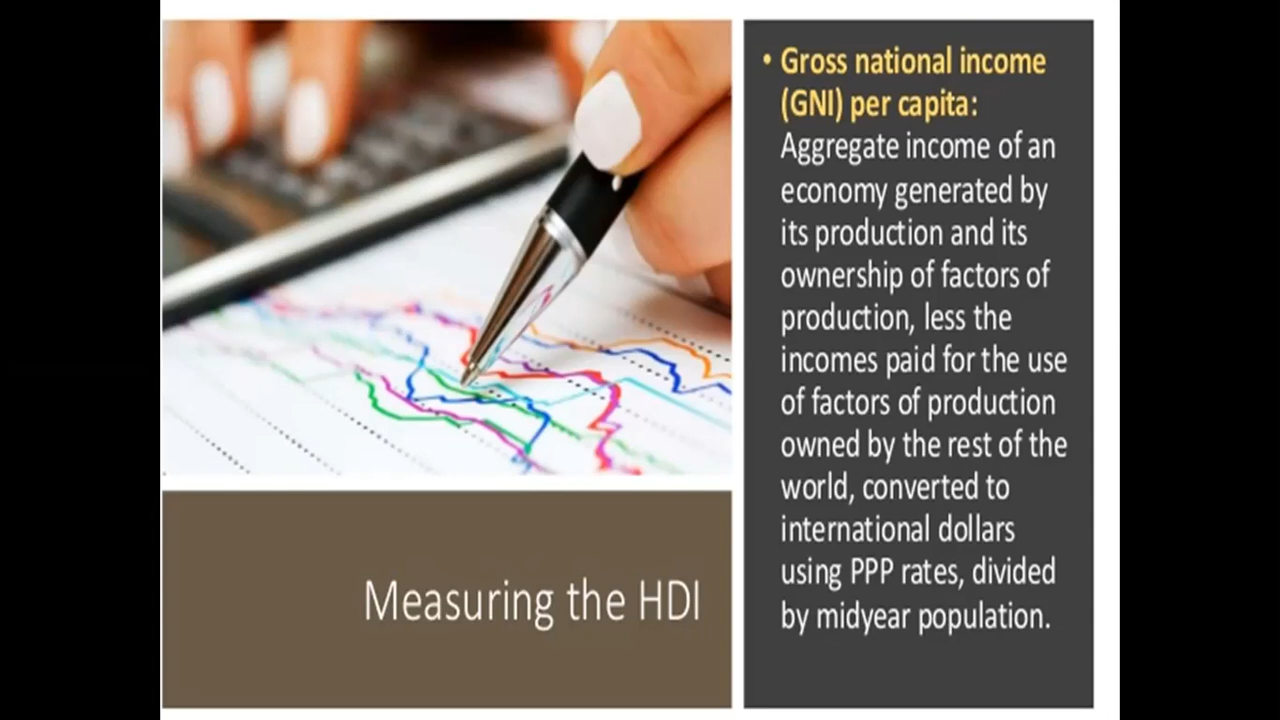 • Gross national income
(GNI) per capita:
Aggregate income of an
economy generated by
its production and its
ownership of factors of
production, less the
incomes paid for the use
of factors of production
owned by the rest of the
world, converted to
international dollars
using PPP rates, divided
by midyear population.
Measuring the HDI